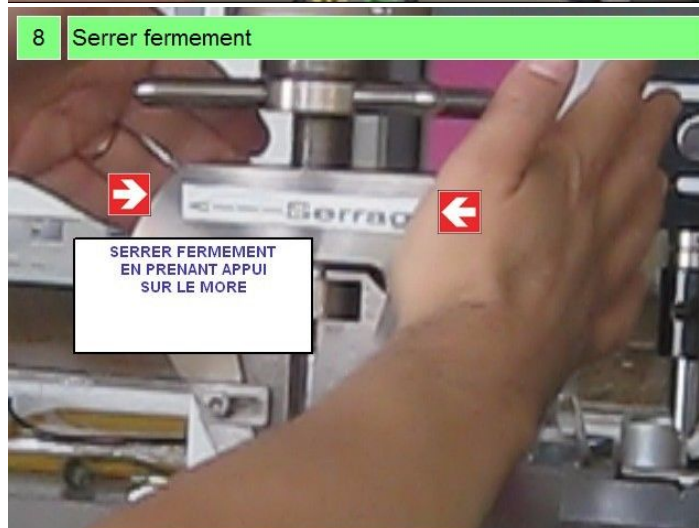 8 Serrer fermement
Serrag
SERRER FERMEMENT
EN PRENANT APPUI
SUR LE MORE